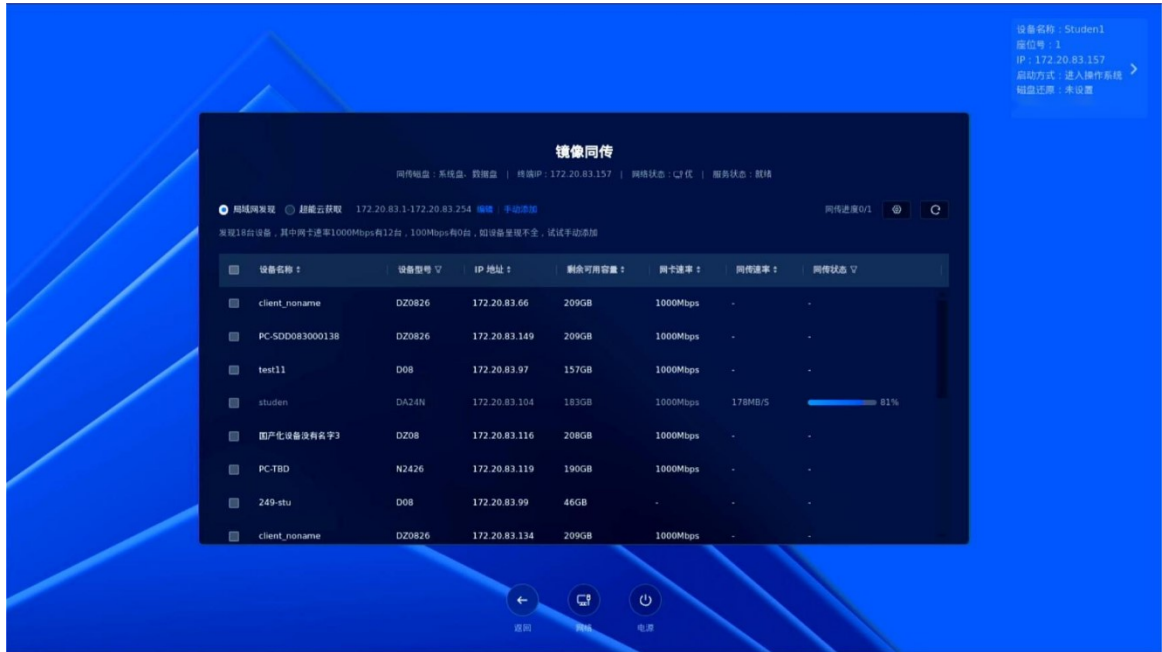 设备名称：Studen1
座位号：1
IP：172.20.83.157
启动方式：进入操作系统
磁盘还原：未设置
镜像同传
同传磁盘：系统盘、数据盘 | 终端IP：172.20.83.157 | 网络状态：优 | 服务状态：就绪
局域网发现 超能云获取 172.20.83.1-172.20.83.254 编辑 手动添加 同传进度0/1
发现18台设备，其中网卡速率1000Mbps有12台，100Mbps有0台，如设备呈现不全，试试手动添加
设备名称 设备型号 IP 地址 剩余可用容量 网卡速率 同传速率 同传状态
client_noname DZ0826 172.20.83.66 209GB 1000Mbps - -
PC-SDD083000138 DZ0826 172.20.83.149 209GB 1000Mbps - -
test11 D08 172.20.83.97 157GB 1000Mbps - -
studen DA24N 172.20.83.104 183GB 1000Mbps 178MB/S 81%
国产化设备没有名字3 DZ08 172.20.83.116 208GB 1000Mbps - -
PC-TBD N2426 172.20.83.119 190GB 1000Mbps - -
249-stu D08 172.20.83.99 46GB - - -
client_noname DZ0826 172.20.83.134 209GB 1000Mbps - -
返回 网络 电源